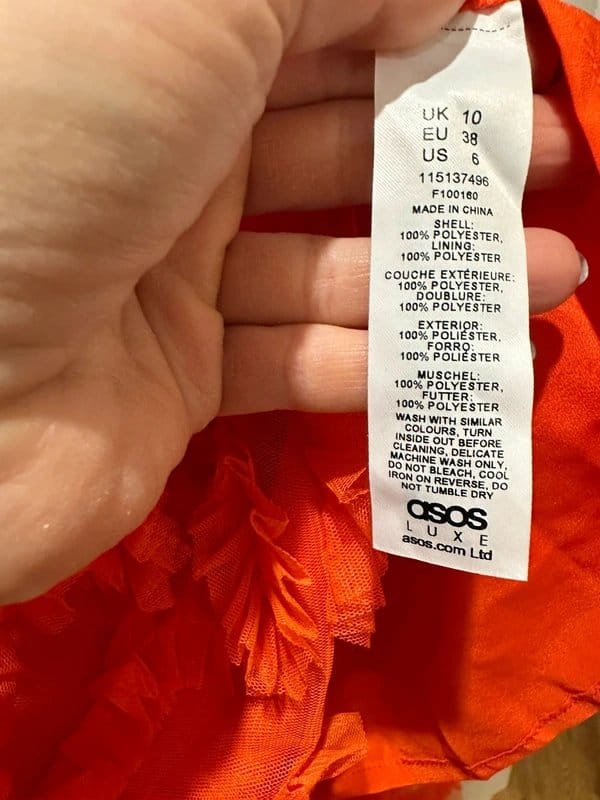 UK 10
EU 38
US 6
115137496
F100160
MADE IN CHINA
SHELL:
100% POLYESTER,
LINING:
100% POLYESTER
COUCHE EXTÉRIEURE:
100% POLYESTER,
DOUBLURE:
100% POLYESTER
EXTERIOR:
100% POLIÉSTER,
FORRO:
100% POLIÉSTER
MUSCHEL:
100% POLYESTER,
FUTTER:
100% POLYESTER
WASH WITH SIMILAR
COLOURS, TURN
INSIDE OUT BEFORE
CLEANING, DELICATE
MACHINE WASH ONLY,
DO NOT BLEACH, COOL
IRON ON REVERSE, DO
NOT TUMBLE DRY
asos
LUXE
asos.com Ltd